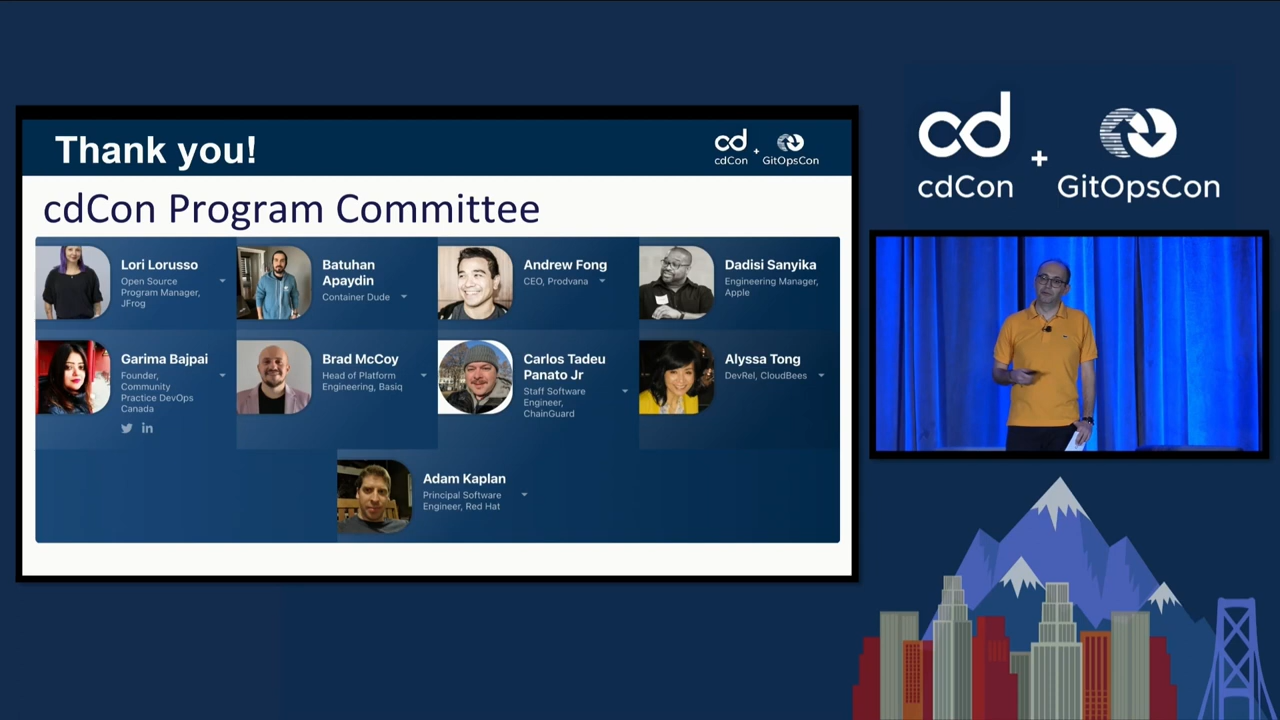 Thank you!
cd
cdCon
+
GitOpsCon
cdCon Program Committee
Lori Lorusso
Open Source
Program Manager,
JFrog
Batuhan
Apaydin
Container Dude
Andrew Fong
CEO, Prodvana
Dadisi Sanyika
Engineering Manager,
Apple
Garima Bajpai
Founder,
Community
Practice DevOps
Canada
in
Brad McCoy
Head of Platform
Engineering, Basiq
Carlos Tadeu
Panato Jr
Staff Software
Engineer,
ChainGuard
Alyssa Tong
DevRel, CloudBees
Adam Kaplan
Principal Software
Engineer, Red Hat
cd
cdCon
+
GitOpsCon